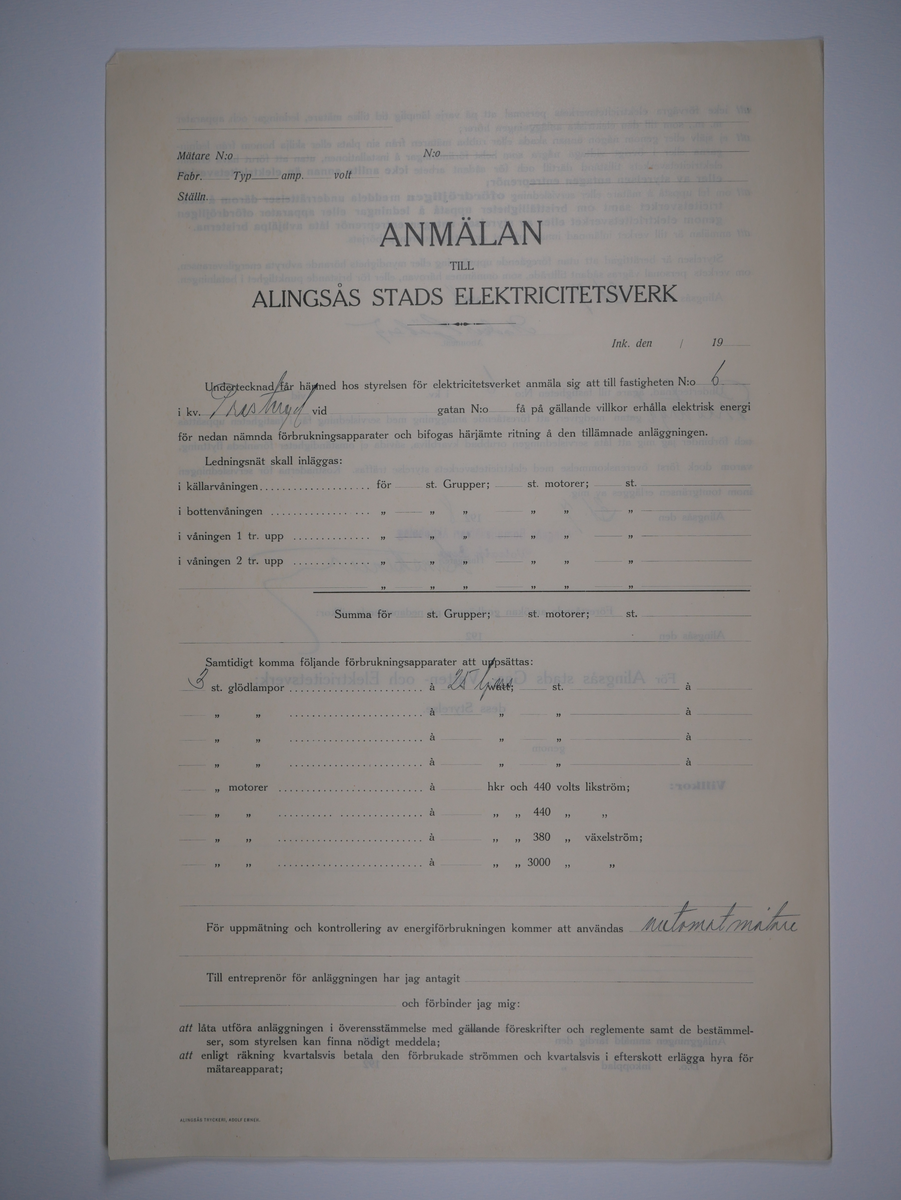 Mätare N:o N:o
Fabr. Typ amp. volt
Ställn.
ANMÄLAN
TILL
ALINGSÅS STADS ELEKTRICITETSVERK
Ink. den / 19
Undertecknad får härmed hos styrelsen för elektricitetsverket anmäla sig att till fastigheten N:o 6
i kv. vid gatan N:o få på gällande villkor erhålla elektrisk energi
för nedan nämnda förbrukningsapparater och bifogas härjämte ritning å den tillämnade anläggningen.
Ledningsnät skall inläggas:
i källarvåningen för st. Grupper; st. motorer; st.
i bottenvåningen „ „ „ „ „ „
i våningen 1 tr. upp „ „ „ „ „ „
i våningen 2 tr. upp „ „ „ „ „ „
„ „ „ „ „ „
Summa för st. Grupper; st. motorer; st.
Samtidigt komma följande förbrukningsapparater att uppsättas:
3 st. glödlampor à 25 watt; st. à
„ „ à „ „ à
„ „ à „ „ à
„ „ à „ „ à
„ motorer à hkr och 440 volts likström;
„ „ à „ „ 440 „ „
„ „ à „ „ 380 „ växelström;
„ „ à „ „ 3000 „ „
För uppmätning och kontrollering av energiförbrukningen kommer att användas automatmätare
Till entreprenör för anläggningen har jag antagit
och förbinder jag mig:
att låta utföra anläggningen i överensstämmelse med gällande föreskrifter och reglemente samt de bestämmel-
ser, som styrelsen kan finna nödigt meddela;
att enligt räkning kvartalsvis betala den förbrukade strömmen och kvartalsvis i efterskott erlägga hyra för
mätareapparat;
ALINGSÅS TRYCKERI, ADOLF EMNÉR.